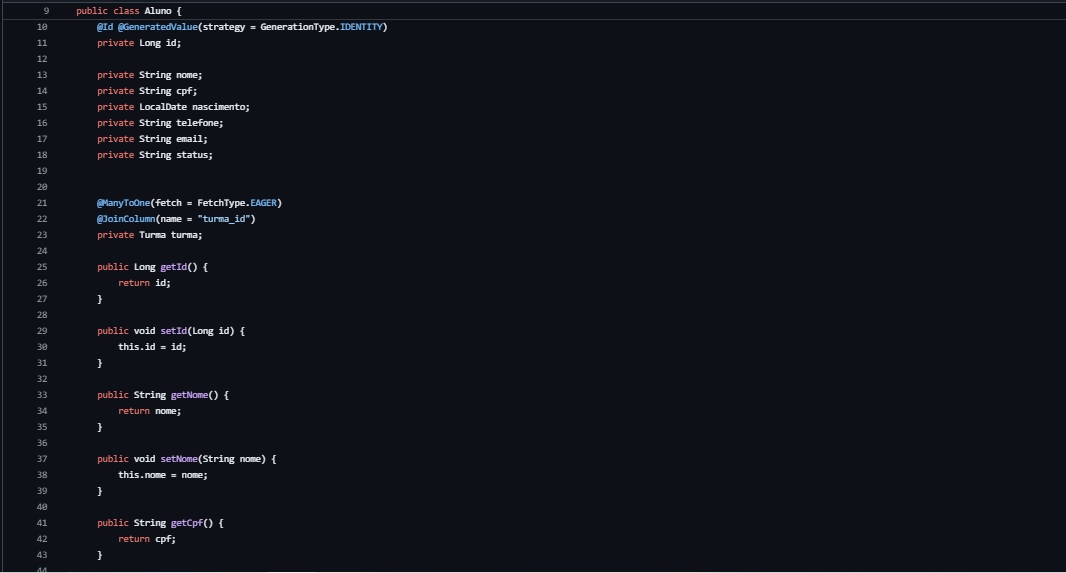 9 public class Aluno {
10 @Id @GeneratedValue(strategy = GenerationType.IDENTITY)
11 private Long id;
12
13 private String nome;
14 private String cpf;
15 private LocalDate nascimento;
16 private String telefone;
17 private String email;
18 private String status;
19
20
21 @ManyToOne(fetch = FetchType.EAGER)
22 @JoinColumn(name = "turma_id")
23 private Turma turma;
24
25 public Long getId() {
26 return id;
27 }
28
29 public void setId(Long id) {
30 this.id = id;
31 }
32
33 public String getNome() {
34 return nome;
35 }
36
37 public void setNome(String nome) {
38 this.nome = nome;
39 }
40
41 public String getCpf() {
42 return cpf;
43 }
44